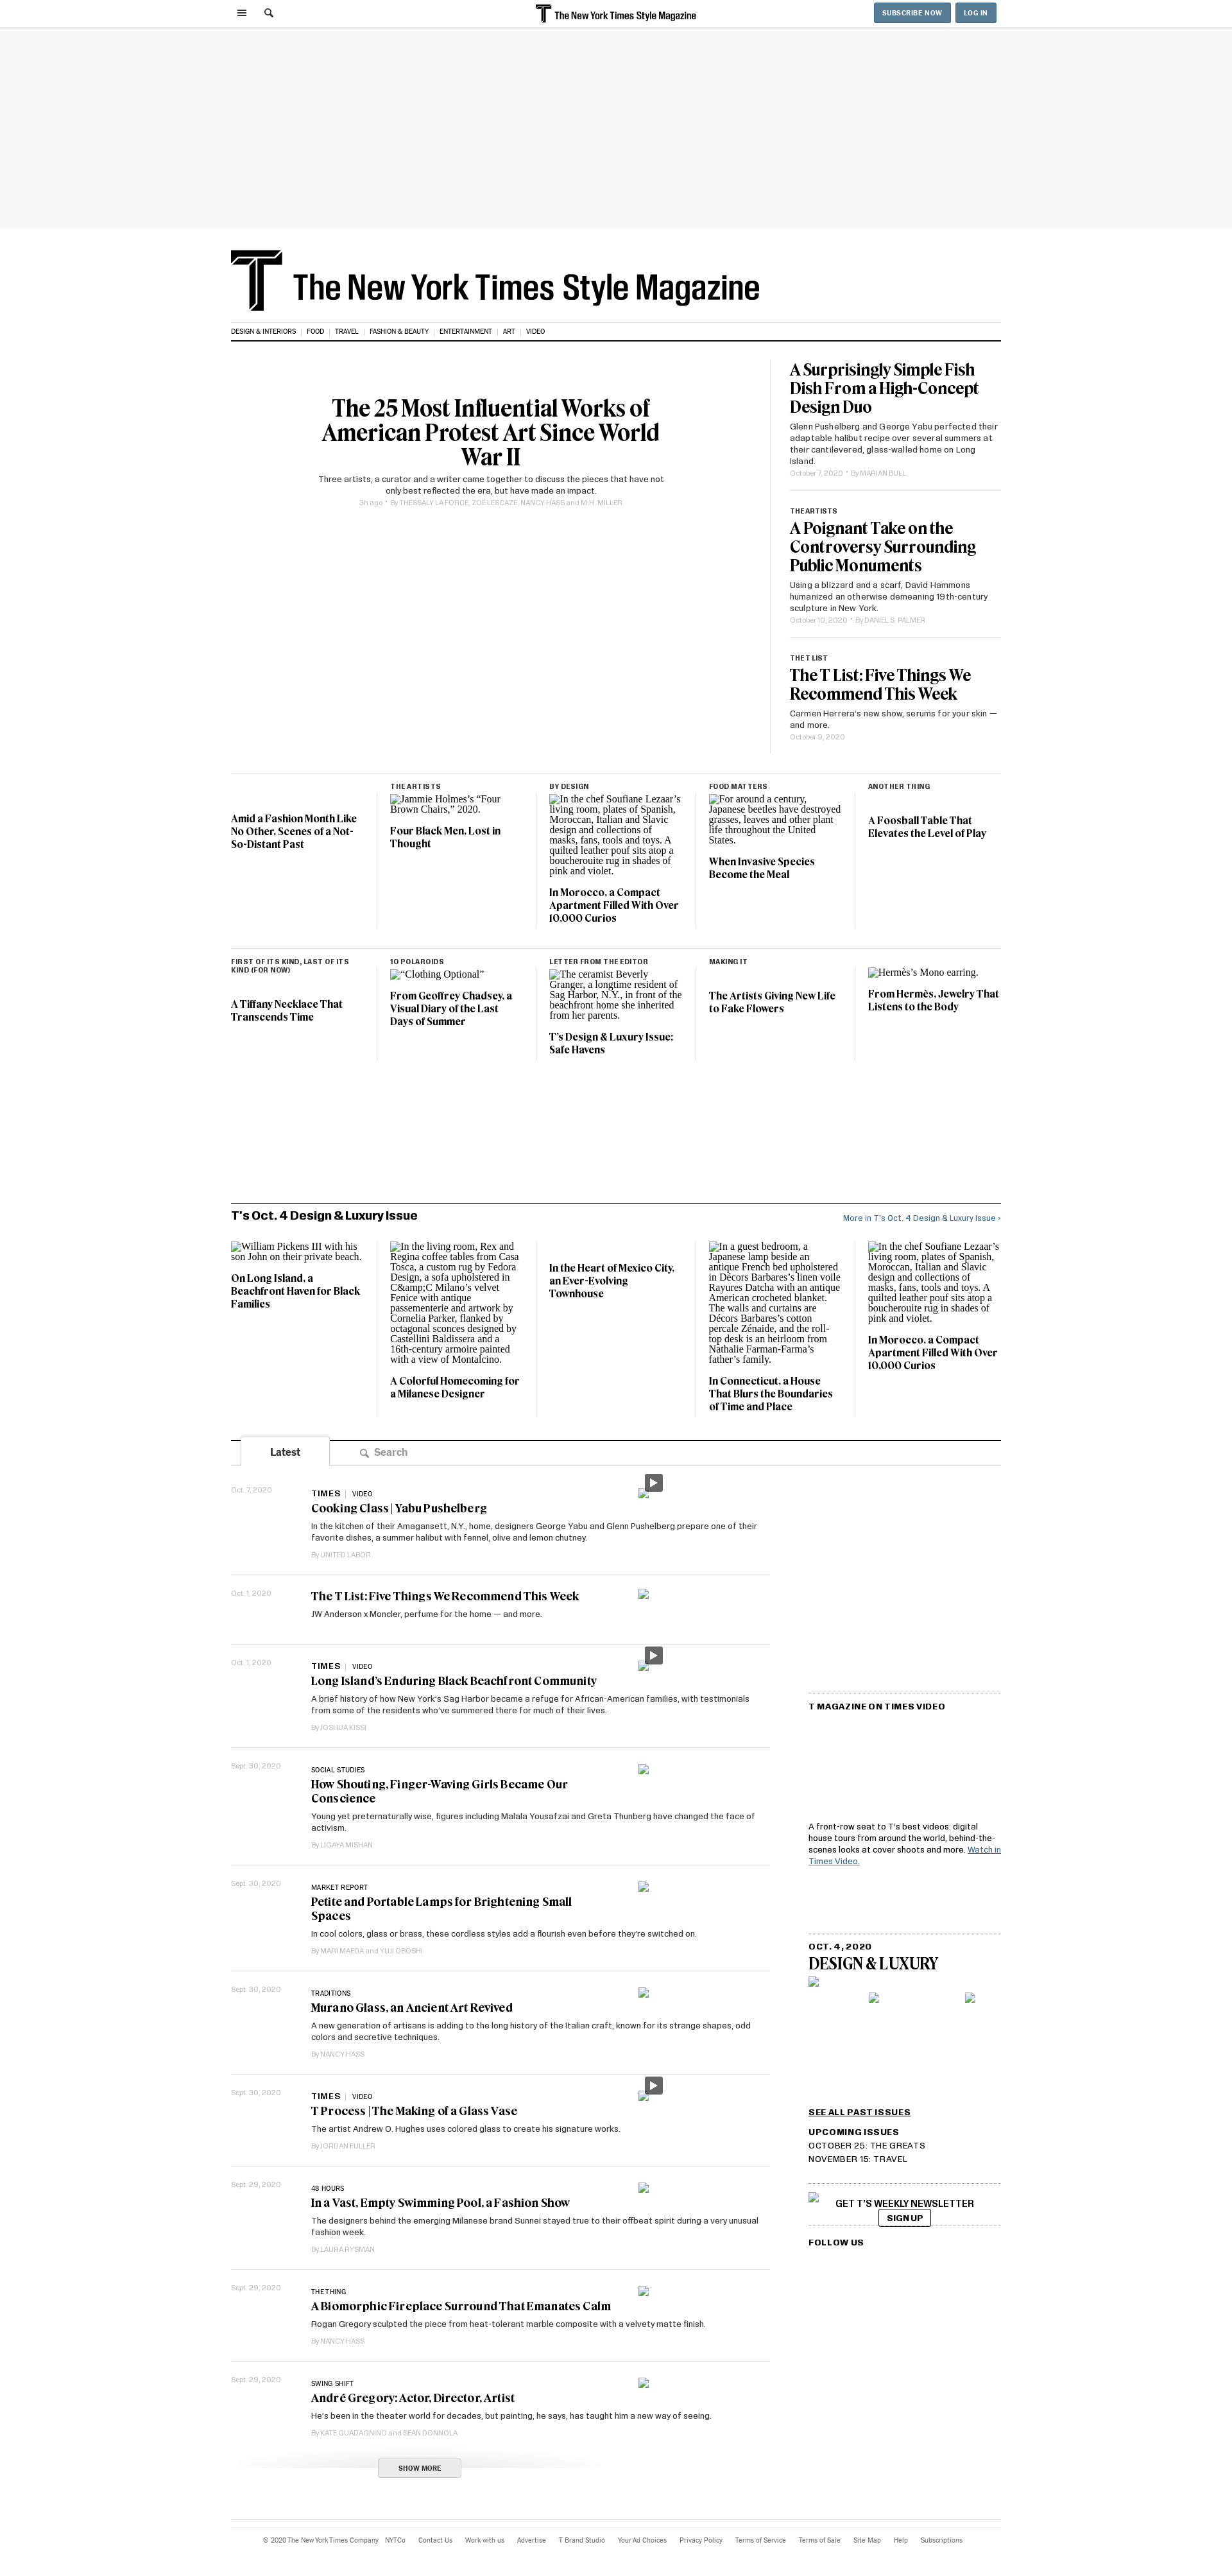 The New York Times Style Magazine
SUBSCRIBE NOW
LOG IN
The New York Times Style Magazine
DESIGN & INTERIORS
FOOD
TRAVEL
FASHION & BEAUTY
ENTERTAINMENT
ART
VIDEO
The 25 Most Influential Works of
American Protest Art Since World
War II
Three artists, a curator and a writer came together to discuss the pieces that have not
only best reflected the era, but have made an impact.
3h ago • By THESSALY LA FORCE, ZOË LESCAZE, NANCY HASS and M.H. MILLER
A Surprisingly Simple Fish
Dish From a High-Concept
Design Duo
Glenn Pushelberg and George Yabu perfected their
adaptable halibut recipe over several summers at
their cantilevered, glass-walled home on Long
Island.
October 7, 2020 • By MARIAN BULL
THE ARTISTS
A Poignant Take on the
Controversy Surrounding
Public Monuments
Using a blizzard and a scarf, David Hammons
humanized an otherwise demeaning 19th-century
sculpture in New York.
October 10, 2020 • By DANIEL S. PALMER
THE T LIST
The T List: Five Things We
Recommend This Week
Carmen Herrera's new show, serums for your skin —
and more.
October 9, 2020
Amid a Fashion Month Like
No Other, Scenes of a Not-
So-Distant Past
THE ARTISTS
Jammie Holmes's “Four
Brown Chairs,” 2020.
Four Black Men, Lost in
Thought
BY DESIGN
In the chef Soufiane Lezaar’s
living room, plates of Spanish,
Moroccan, Italian and Slavic
design and collections of
masks, fans, tools and toys. A
quilted leather pouf sits atop a
boucherouite rug in shades of
pink and violet.
In Morocco, a Compact
Apartment Filled With Over
10,000 Curios
FOOD MATTERS
For around a century,
Japanese beetles have destroyed
grasses, leaves and other plant
life throughout the United
States.
When Invasive Species
Become the Meal
ANOTHER THING
A Foosball Table That
Elevates the Level of Play
FIRST OF ITS KIND, LAST OF ITS
KIND (FOR NOW)
A Tiffany Necklace That
Transcends Time
10 POLAROIDS
“Clothing Optional”
From Geoffrey Chadsey, a
Visual Diary of the Last
Days of Summer
LETTER FROM THE EDITOR
The ceramist Beverly
Granger, a longtime resident of
Sag Harbor, N.Y., in front of the
beachfront home she inherited
from her parents.
T’s Design & Luxury Issue:
Safe Havens
MAKING IT
The Artists Giving New Life
to Fake Flowers
Hermès’s Mono earring.
From Hermès, Jewelry That
Listens to the Body
T's Oct. 4 Design & Luxury Issue
More in T's Oct. 4 Design & Luxury Issue ›
William Pickens III with his
son John on their private beach.
On Long Island, a
Beachfront Haven for Black
Families
In the living room, Rex and
Regina coffee tables from Casa
Tosca, a custom rug by Fedora
Design, a sofa upholstered in
C&amp;C Milano’s velvet
Fenice with antique
passementerie and artwork by
Cornelia Parker, flanked by
octagonal sconces designed by
Castellini Baldissera and a
16th-century armoire painted
with a view of Montalcino.
A Colorful Homecoming for
a Milanese Designer
In the Heart of Mexico City,
an Ever-Evolving
Townhouse
In a guest bedroom, a
Japanese lamp beside an
antique French bed upholstered
in Décors Barbares’s linen voile
Rayures Datcha with an antique
American crocheted blanket.
The walls and curtains are
Décors Barbares’s cotton
percale Zénaide, and the roll-
top desk is an heirloom from
Nathalie Farman-Farma’s
father’s family.
In Connecticut, a House
That Blurs the Boundaries
of Time and Place
In the chef Soufiane Lezaar’s
living room, plates of Spanish,
Moroccan, Italian and Slavic
design and collections of
masks, fans, tools and toys. A
quilted leather pouf sits atop a
boucherouite rug in shades of
pink and violet.
In Morocco, a Compact
Apartment Filled With Over
10,000 Curios
Latest
Search
Oct. 7, 2020
TIMES | VIDEO
Cooking Class | Yabu Pushelberg
In the kitchen of their Amagansett, N.Y., home, designers George Yabu and Glenn Pushelberg prepare one of their
favorite dishes, a summer halibut with fennel, olive and lemon chutney.
By UNITED LABOR
Oct. 1, 2020
The T List: Five Things We Recommend This Week
JW Anderson x Moncler, perfume for the home — and more.
Oct. 1, 2020
TIMES | VIDEO
Long Island’s Enduring Black Beachfront Community
A brief history of how New York’s Sag Harbor became a refuge for African-American families, with testimonials
from some of the residents who’ve summered there for much of their lives.
By JOSHUA KISSI
Sept. 30, 2020
SOCIAL STUDIES
How Shouting, Finger-Waving Girls Became Our
Conscience
Young yet preternaturally wise, figures including Malala Yousafzai and Greta Thunberg have changed the face of
activism.
By LIGAYA MISHAN
Sept. 30, 2020
MARKET REPORT
Petite and Portable Lamps for Brightening Small
Spaces
In cool colors, glass or brass, these cordless styles add a flourish even before they’re switched on.
By MARI MAEDA and YUJI OBOSHI
Sept. 30, 2020
TRADITIONS
Murano Glass, an Ancient Art Revived
A new generation of artisans is adding to the long history of the Italian craft, known for its strange shapes, odd
colors and secretive techniques.
By NANCY HASS
Sept. 30, 2020
TIMES | VIDEO
T Process | The Making of a Glass Vase
The artist Andrew O. Hughes uses colored glass to create his signature works.
By JORDAN FULLER
Sept. 29, 2020
48 HOURS
In a Vast, Empty Swimming Pool, a Fashion Show
The designers behind the emerging Milanese brand Sunnei stayed true to their offbeat spirit during a very unusual
fashion week.
By LAURA RYSMAN
Sept. 29, 2020
THE THING
A Biomorphic Fireplace Surround That Emanates Calm
Rogan Gregory sculpted the piece from heat-tolerant marble composite with a velvety matte finish.
By NANCY HASS
Sept. 29, 2020
SWING SHIFT
André Gregory: Actor, Director, Artist
He’s been in the theater world for decades, but painting, he says, has taught him a new way of seeing.
By KATE GUADAGNINO and SEAN DONNOLA
SHOW MORE
T MAGAZINE ON TIMES VIDEO
A front-row seat to T’s best videos: digital
house tours from around the world, behind-the-
scenes looks at cover shoots and more. Watch in
Times Video.
OCT. 4, 2020
DESIGN & LUXURY
SEE ALL PAST ISSUES
UPCOMING ISSUES
OCTOBER 25: THE GREATS
NOVEMBER 15: TRAVEL
GET T’S WEEKLY NEWSLETTER
SIGN UP
FOLLOW US
© 2020 The New York Times Company
NYTCo
Contact Us
Work with us
Advertise
T Brand Studio
Your Ad Choices
Privacy Policy
Terms of Service
Terms of Sale
Site Map
Help
Subscriptions